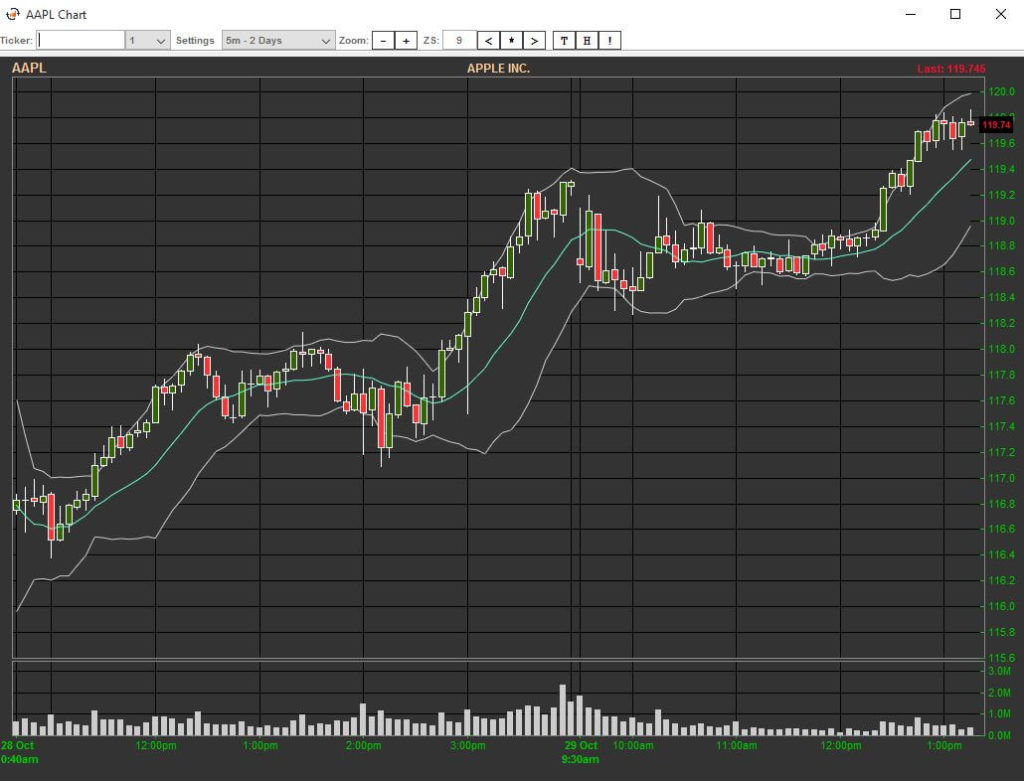 AAPL Chart
Ticker: 1 Settings 5m - 2 Days Zoom: - + ZS: 9 < * > T H !
AAPL APPLE INC. Last: 119.745
120.0
119.74
119.6
119.4
119.2
119.0
118.8
118.6
118.4
118.2
118.0
117.8
117.6
117.4
117.2
117.0
116.8
116.6
116.4
116.2
116.0
115.8
115.6
3.0M
2.0M
1.0M
0.0M
28 Oct 12:00pm 1:00pm 2:00pm 3:00pm 29 Oct 10:00am 11:00am 12:00pm 1:00pm
0:40am 9:30am